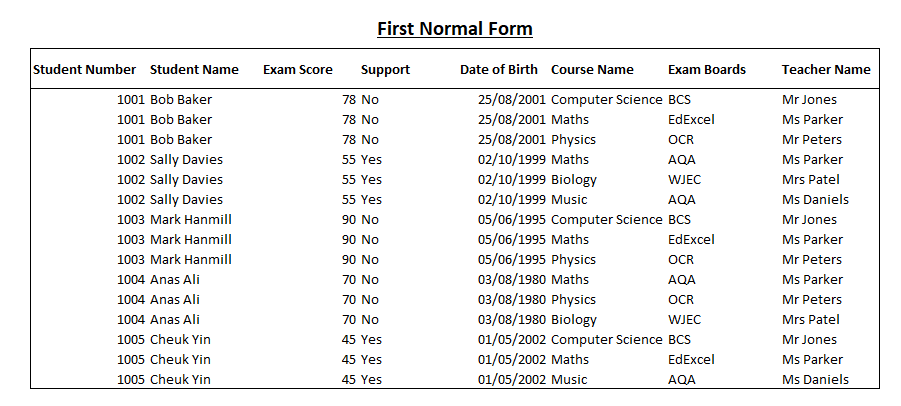 First Normal Form
Student Number Student Name Exam Score Support Date of Birth Course Name Exam Boards Teacher Name
1001 Bob Baker 78 No 25/08/2001 Computer Science BCS Mr Jones
1001 Bob Baker 78 No 25/08/2001 Maths EdExcel Ms Parker
1001 Bob Baker 78 No 25/08/2001 Physics OCR Mr Peters
1002 Sally Davies 55 Yes 02/10/1999 Maths AQA Ms Parker
1002 Sally Davies 55 Yes 02/10/1999 Biology WJEC Mrs Patel
1002 Sally Davies 55 Yes 02/10/1999 Music AQA Ms Daniels
1003 Mark Hanmill 90 No 05/06/1995 Computer Science BCS Mr Jones
1003 Mark Hanmill 90 No 05/06/1995 Maths EdExcel Ms Parker
1003 Mark Hanmill 90 No 05/06/1995 Physics OCR Mr Peters
1004 Anas Ali 70 No 03/08/1980 Maths AQA Ms Parker
1004 Anas Ali 70 No 03/08/1980 Physics OCR Mr Peters
1004 Anas Ali 70 No 03/08/1980 Biology WJEC Mrs Patel
1005 Cheuk Yin 45 Yes 01/05/2002 Computer Science BCS Mr Jones
1005 Cheuk Yin 45 Yes 01/05/2002 Maths EdExcel Ms Parker
1005 Cheuk Yin 45 Yes 01/05/2002 Music AQA Ms Daniels